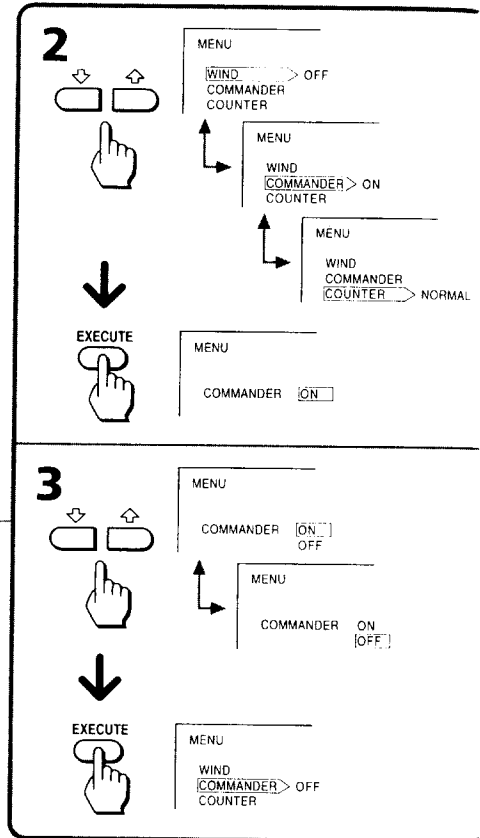 2
MENU
WIND OFF
COMMANDER
COUNTER
MENU
WIND
COMMANDER ON
COUNTER
MENU
WIND
COMMANDER
COUNTER NORMAL
EXECUTE
MENU
COMMANDER ON
3
MENU
COMMANDER ON
OFF
MENU
COMMANDER ON
OFF
EXECUTE
MENU
WIND
COMMANDER OFF
COUNTER